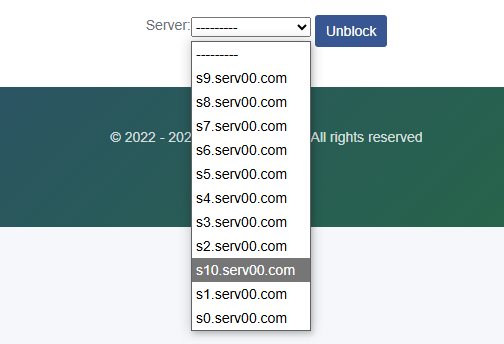 Server: --------- Unblock
---------
s9.serv00.com
s8.serv00.com
s7.serv00.com
© 2022 - 202 All rights reserved
s6.serv00.com
s5.serv00.com
s4.serv00.com
s3.serv00.com
s2.serv00.com
s10.serv00.com
s1.serv00.com
s0.serv00.com